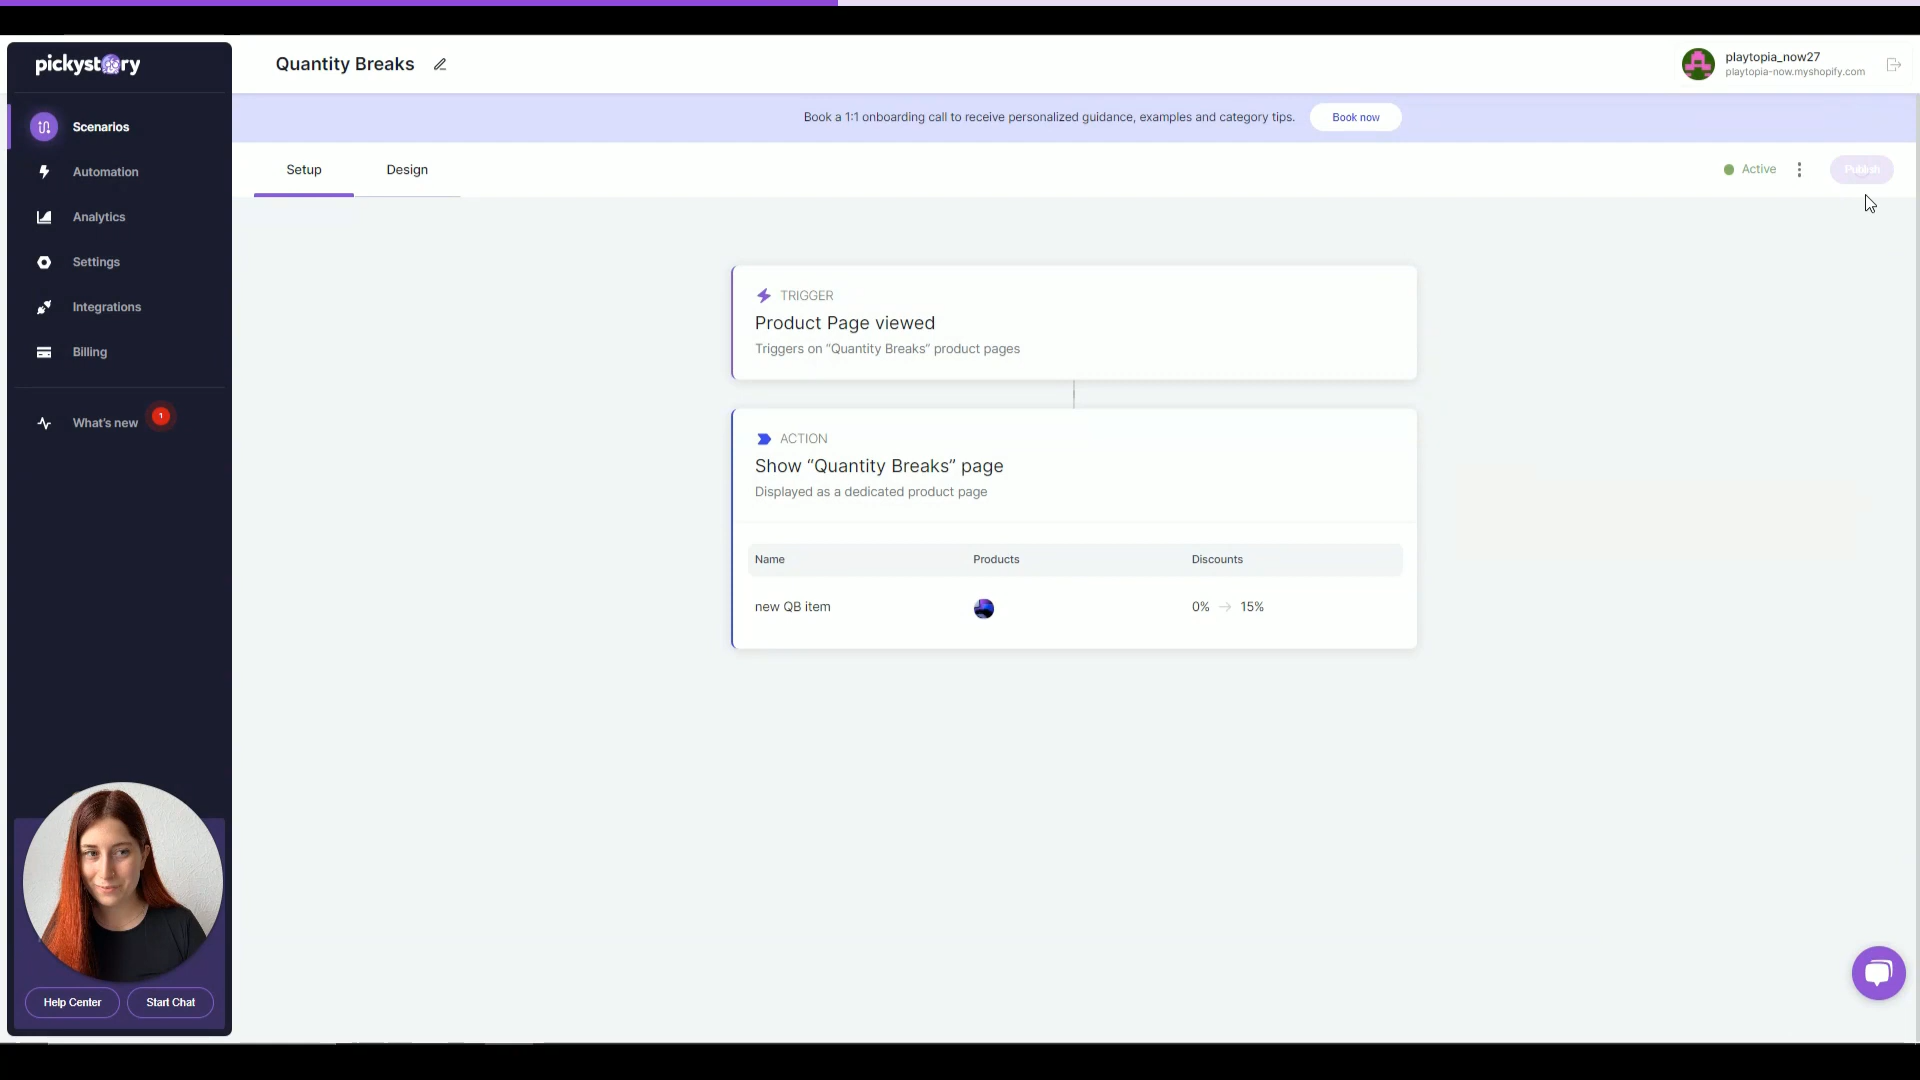 pickystory
Quantity Breaks
playtopia_now27
playtopia-now.myshopify.com
Book a 1:1 onboarding call to receive personalized guidance, examples and category tips.
Book now
Scenarios
Automation
Analytics
Settings
Integrations
Billing
What's new
1
Help Center
Start Chat
Setup
Design
Active
Publish
TRIGGER
Product Page viewed
Triggers on “Quantity Breaks” product pages
ACTION
Show “Quantity Breaks” page
Displayed as a dedicated product page
Name Products Discounts
new QB item 0% → 15%